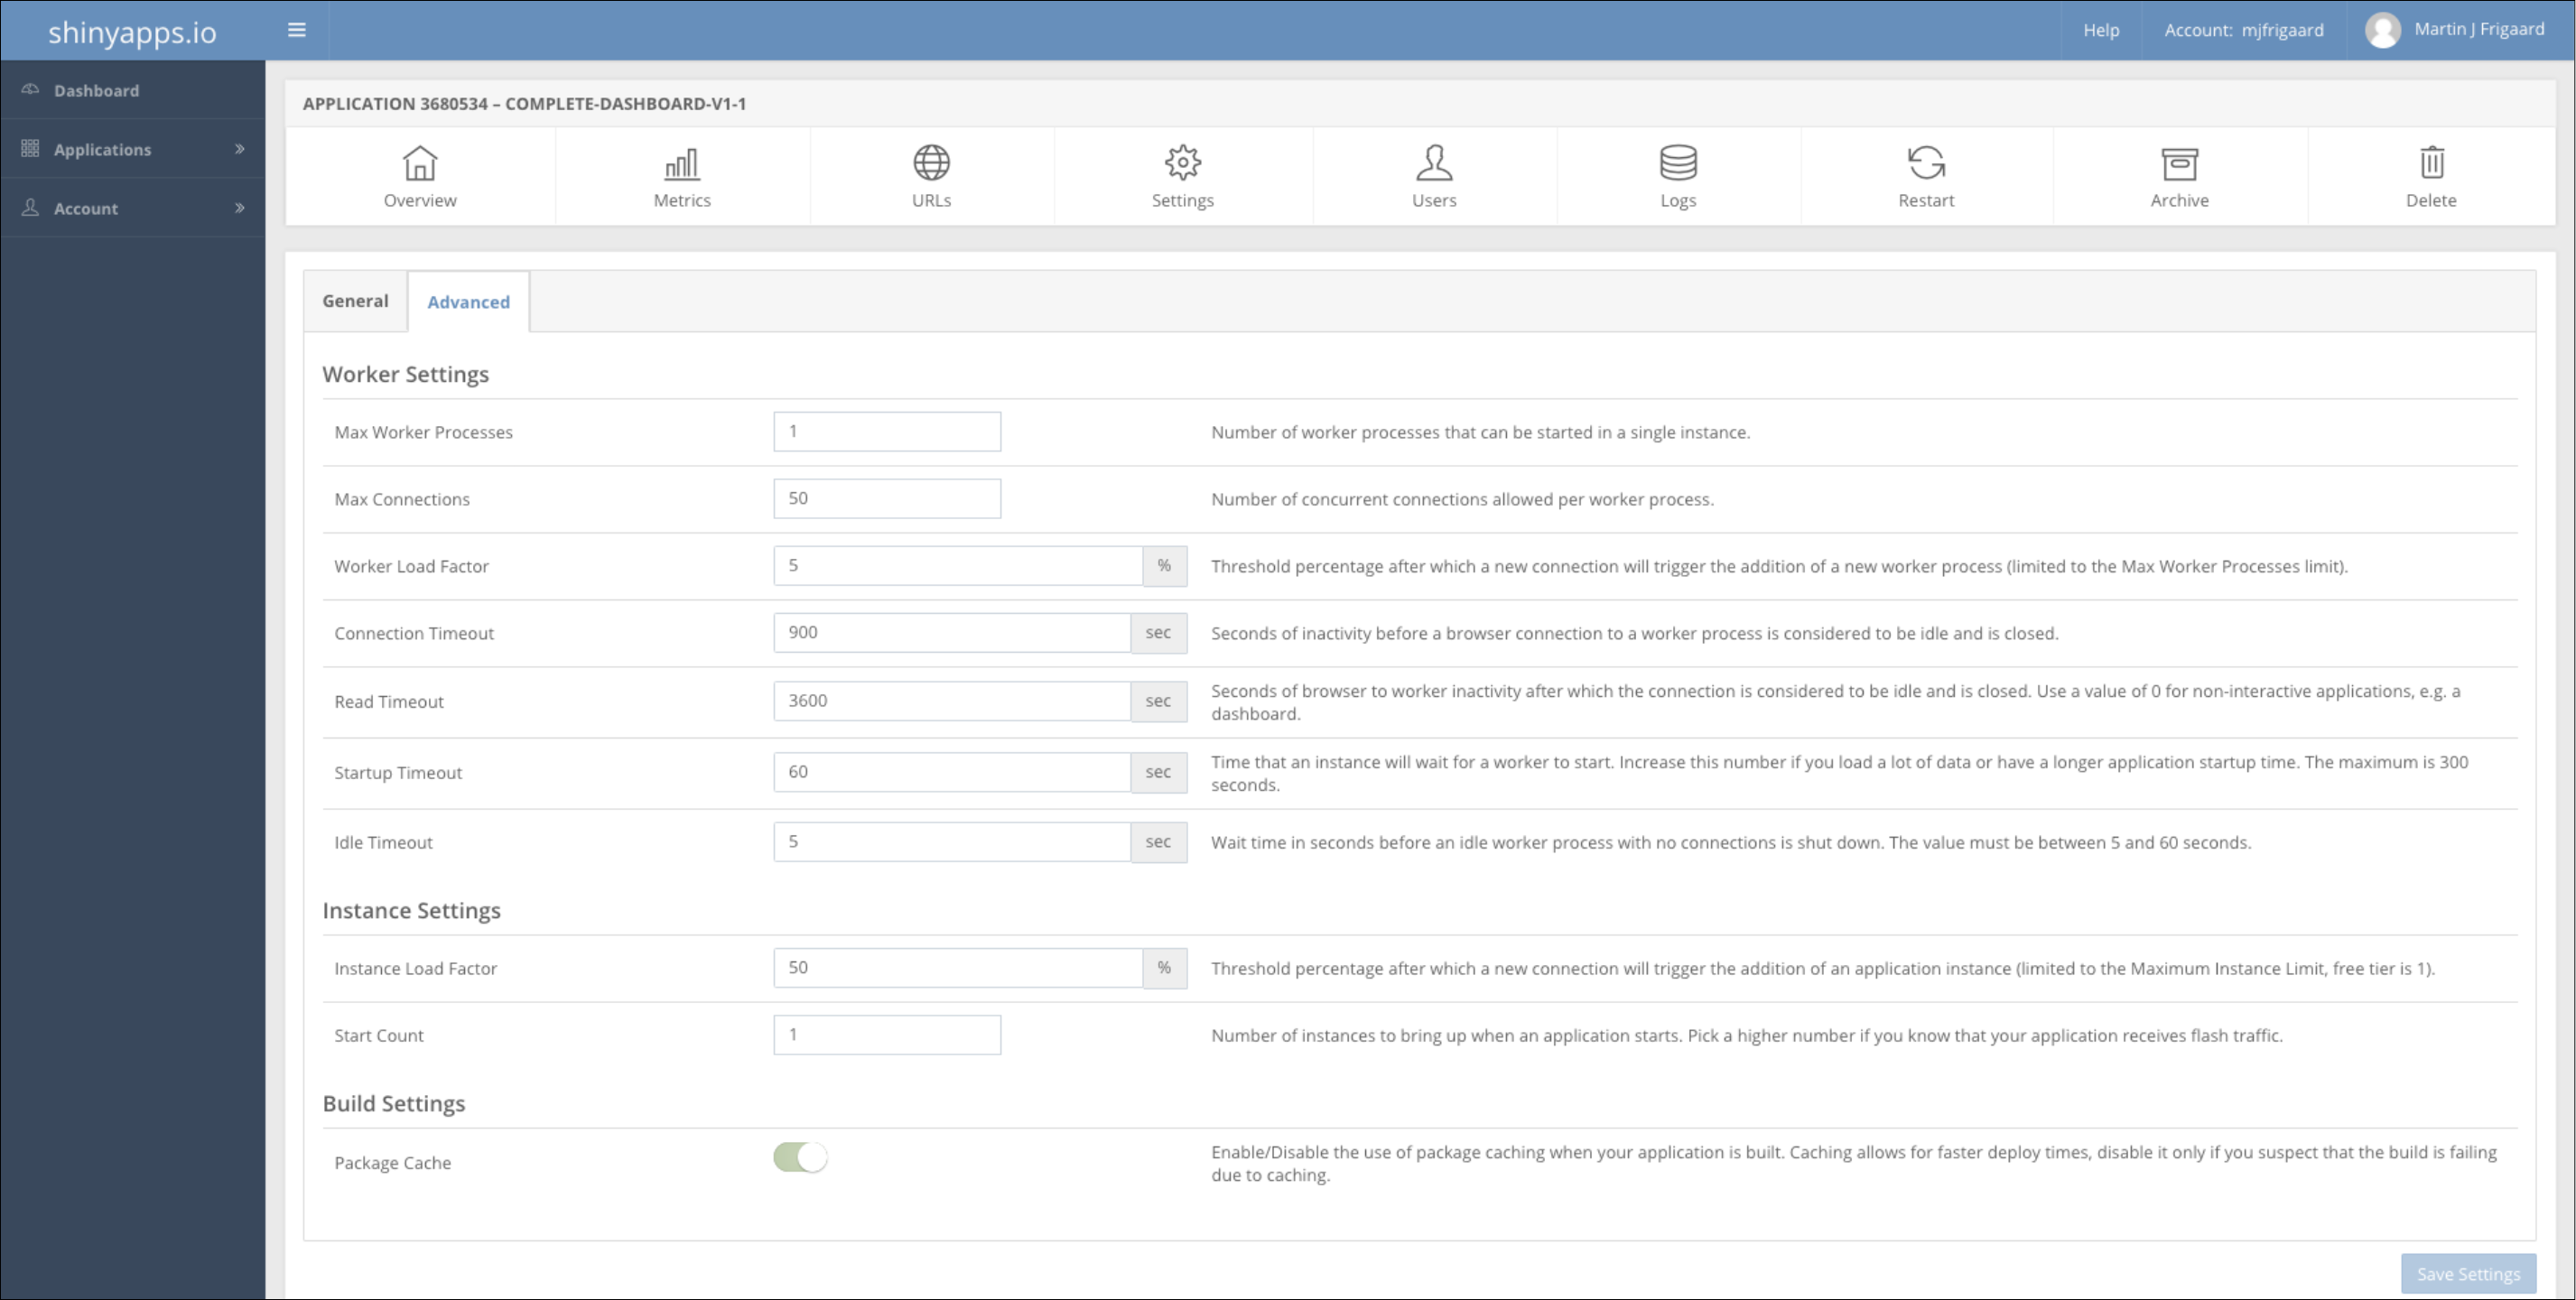 shinyapps.io
Help
Account: mjfrigaard
Martin J Frigaard
Dashboard
Applications
Account
APPLICATION 3680534 – COMPLETE-DASHBOARD-V1-1
Overview
Metrics
URLs
Settings
Users
Logs
Restart
Archive
Delete
General
Advanced
Worker Settings
Max Worker Processes
1
Number of worker processes that can be started in a single instance.
Max Connections
50
Number of concurrent connections allowed per worker process.
Worker Load Factor
5
%
Threshold percentage after which a new connection will trigger the addition of a new worker process (limited to the Max Worker Processes limit).
Connection Timeout
900
sec
Seconds of inactivity before a browser connection to a worker process is considered to be idle and is closed.
Read Timeout
3600
sec
Seconds of browser to worker inactivity after which the connection is considered to be idle and is closed. Use a value of 0 for non-interactive applications, e.g. a
dashboard.
Startup Timeout
60
sec
Time that an instance will wait for a worker to start. Increase this number if you load a lot of data or have a longer application startup time. The maximum is 300
seconds.
Idle Timeout
5
sec
Wait time in seconds before an idle worker process with no connections is shut down. The value must be between 5 and 60 seconds.
Instance Settings
Instance Load Factor
50
%
Threshold percentage after which a new connection will trigger the addition of an application instance (limited to the Maximum Instance Limit, free tier is 1).
Start Count
1
Number of instances to bring up when an application starts. Pick a higher number if you know that your application receives flash traffic.
Build Settings
Package Cache
Enable/Disable the use of package caching when your application is built. Caching allows for faster deploy times, disable it only if you suspect that the build is failing
due to caching.
Save Settings